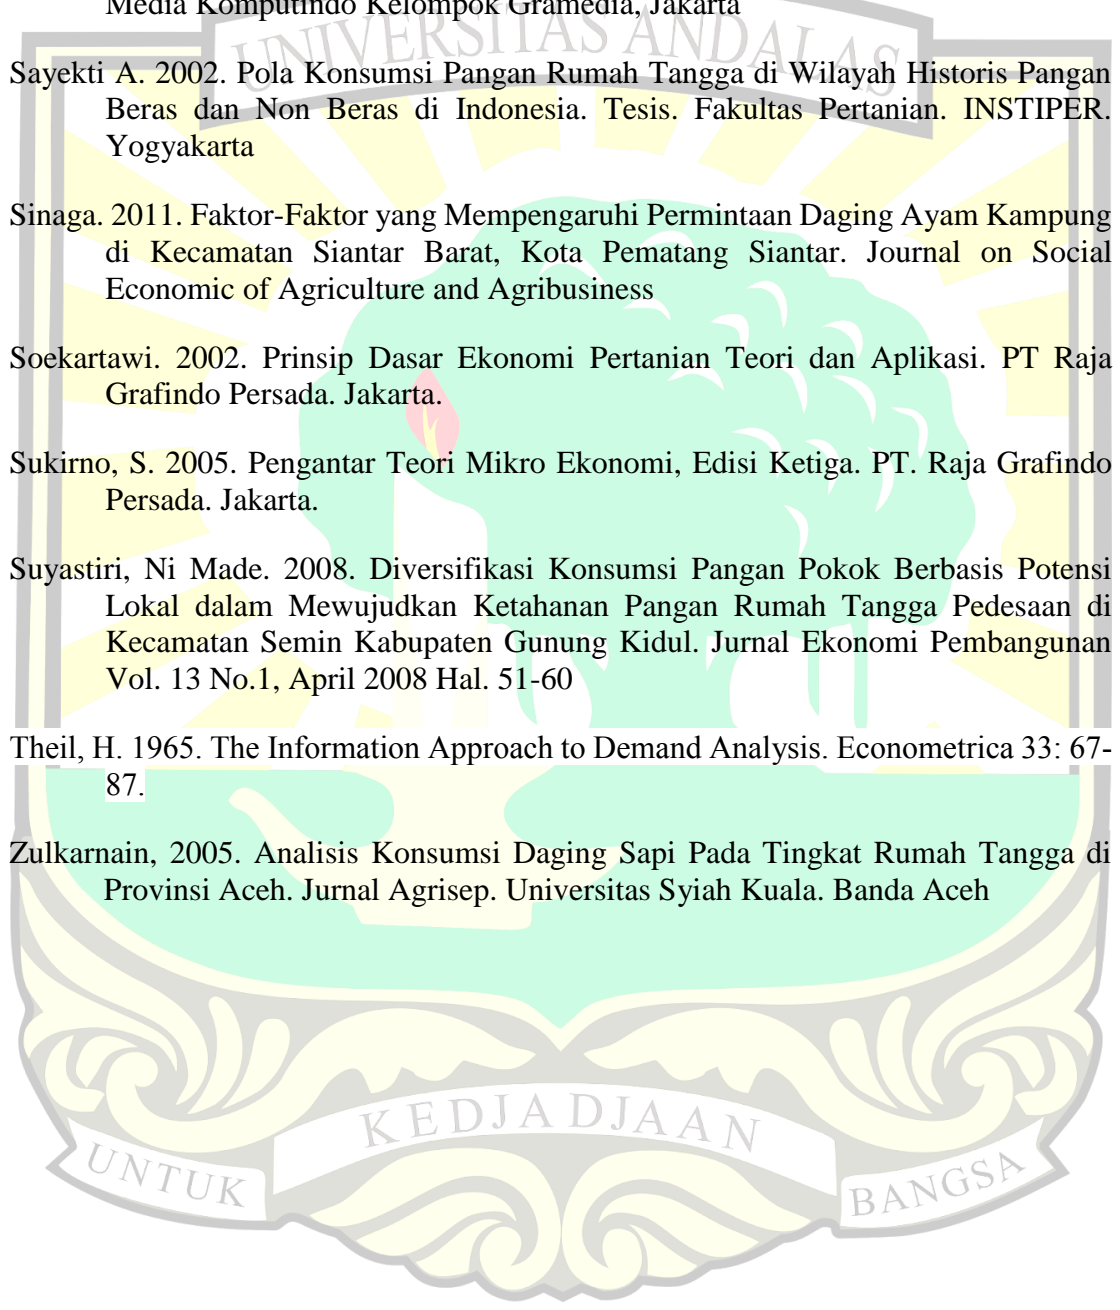 Media Komputindo Kelompok Gramedia, Jakarta
UNIVERSITAS ANDALAS
Sayekti A. 2002. Pola Konsumsi Pangan Rumah Tangga di Wilayah Historis Pangan
Beras dan Non Beras di Indonesia. Tesis. Fakultas Pertanian. INSTIPER.
Yogyakarta
Sinaga. 2011. Faktor-Faktor yang Mempengaruhi Permintaan Daging Ayam Kampung
di Kecamatan Siantar Barat, Kota Pematang Siantar. Journal on Social
Economic of Agriculture and Agribusiness
Soekartawi. 2002. Prinsip Dasar Ekonomi Pertanian Teori dan Aplikasi. PT Raja
Grafindo Persada. Jakarta.
Sukirno, S. 2005. Pengantar Teori Mikro Ekonomi, Edisi Ketiga. PT. Raja Grafindo
Persada. Jakarta.
Suyastiri, Ni Made. 2008. Diversifikasi Konsumsi Pangan Pokok Berbasis Potensi
Lokal dalam Mewujudkan Ketahanan Pangan Rumah Tangga Pedesaan di
Kecamatan Semin Kabupaten Gunung Kidul. Jurnal Ekonomi Pembangunan
Vol. 13 No.1, April 2008 Hal. 51-60
Theil, H. 1965. The Information Approach to Demand Analysis. Econometrica 33: 67-
87.
Zulkarnain, 2005. Analisis Konsumsi Daging Sapi Pada Tingkat Rumah Tangga di
Provinsi Aceh. Jurnal Agrisep. Universitas Syiah Kuala. Banda Aceh
UNTUK KEDJADJAAN BANGSA